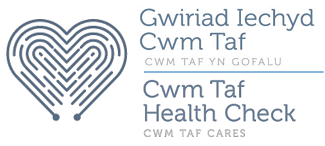 Gwiriad Iechyd
Cwm Taf
CWM TAF YN GOFALU
Cwm Taf
Health Check
CWM TAF CARES